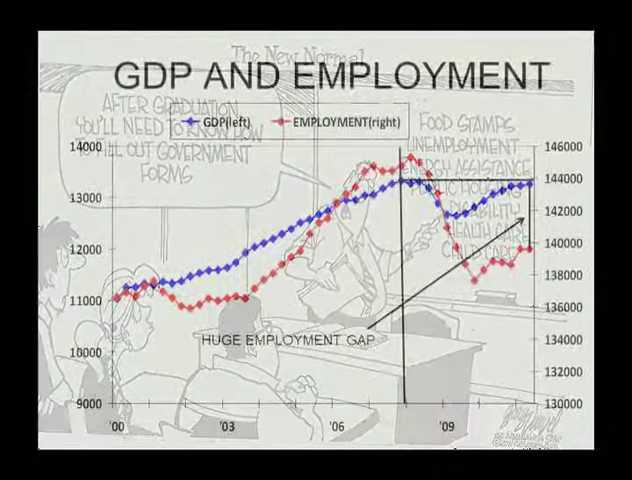 The New Normal
GDP AND EMPLOYMENT
AFTER GRADUATION
YOU'LL NEED TO KNOW HOW
TO FILL OUT GOVERNMENT
FORMS
GDP(left)
EMPLOYMENT(right)
FOOD STAMPS
UNEMPLOYMENT
ENERGY ASSISTANCE
PUBLIC HOUSING
DISABILITY
HEALTH CARE
CHILD CARE
14000
13000
12000
11000
10000
9000
146000
144000
142000
140000
138000
136000
134000
132000
130000
HUGE EMPLOYMENT GAP
'00
'03
'06
'09